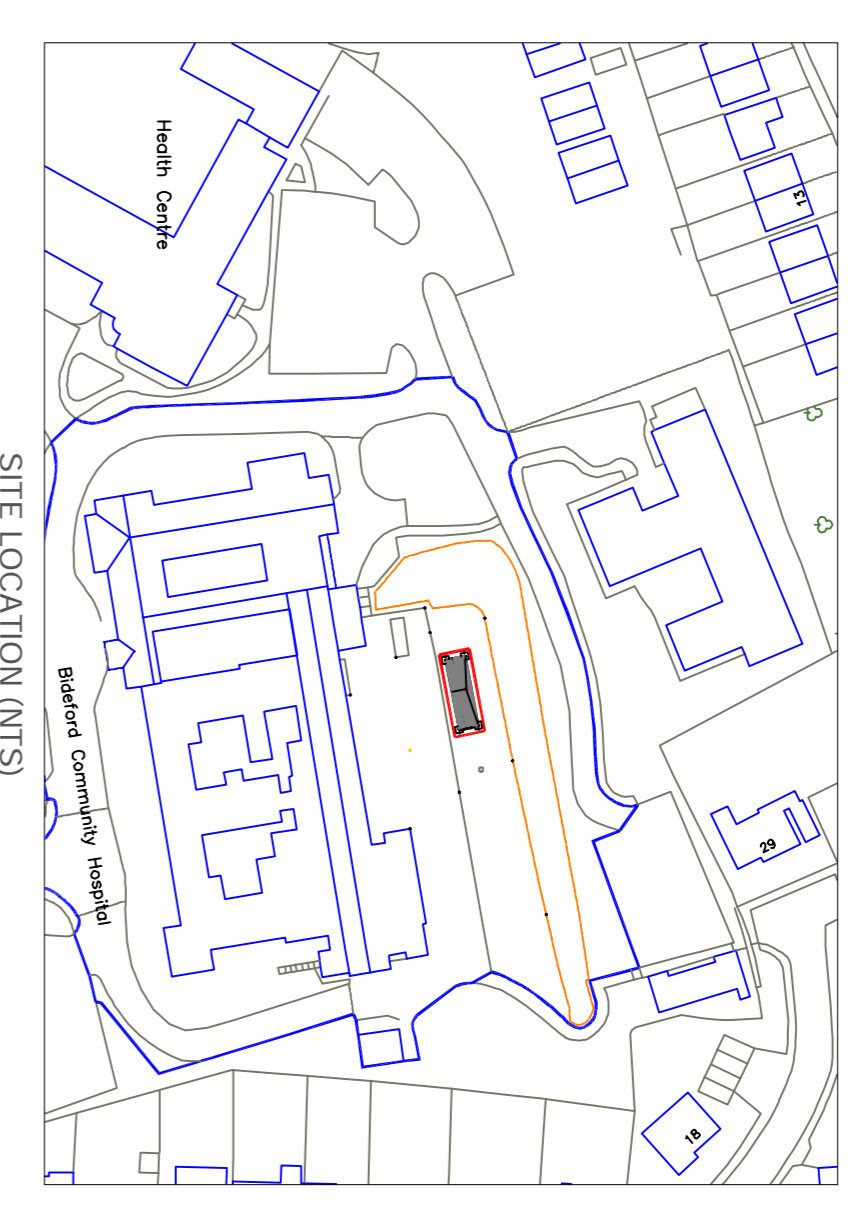 Health Centre
13
29
Bideford Community Hospital
18
SITE LOCATION (NTS)